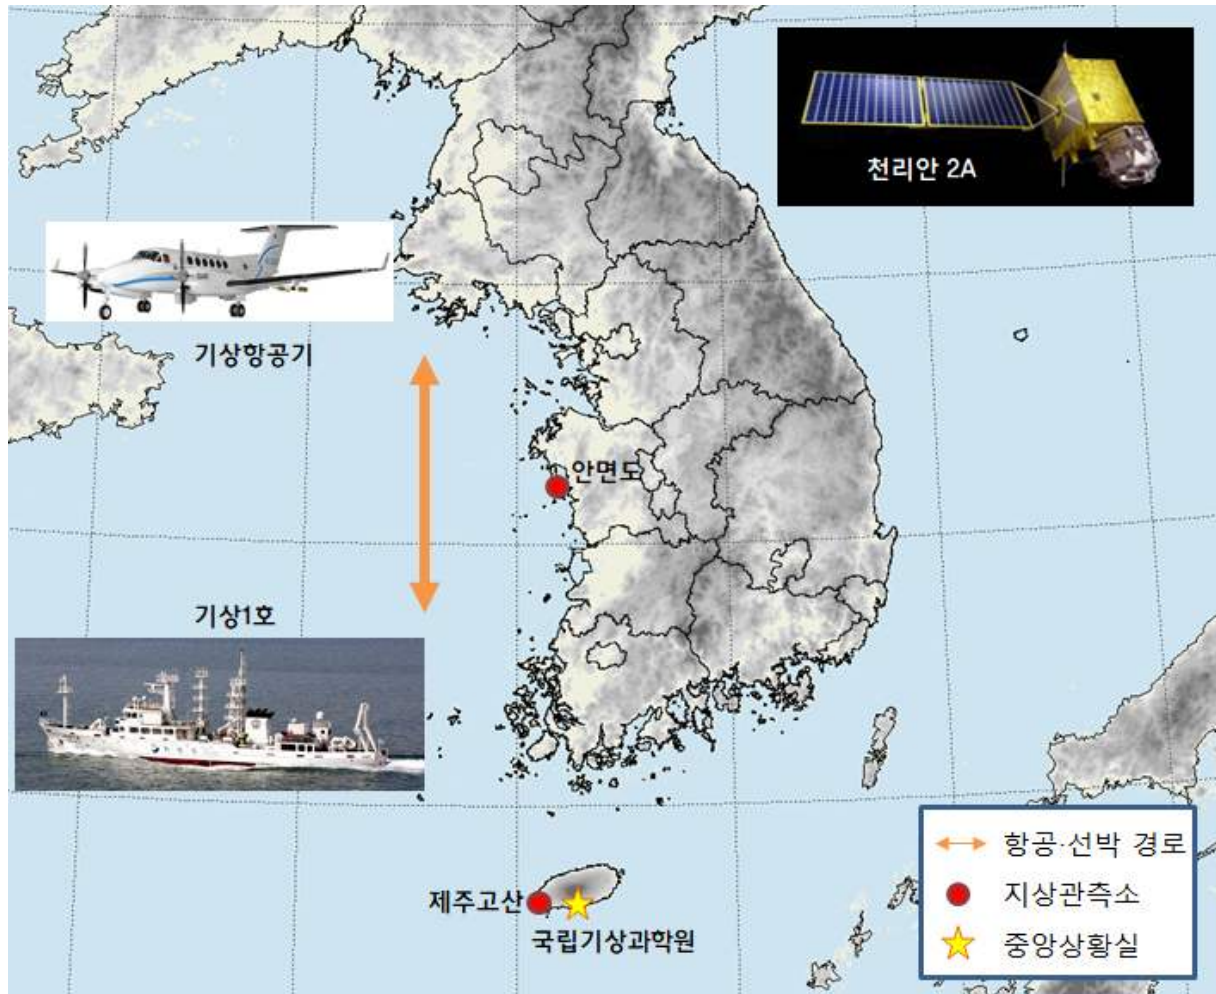 천리안 2A
기상항공기
안면도
기상1호
제주고산
국립기상과학원
항공·선박 경로
지상관측소
중앙상황실